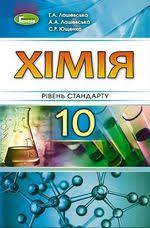 Г.А. Лашевська
А.А. Лашевська
С.Р. Ющенко
ХІМІЯ
РІВЕНЬ СТАНДАРТУ
10